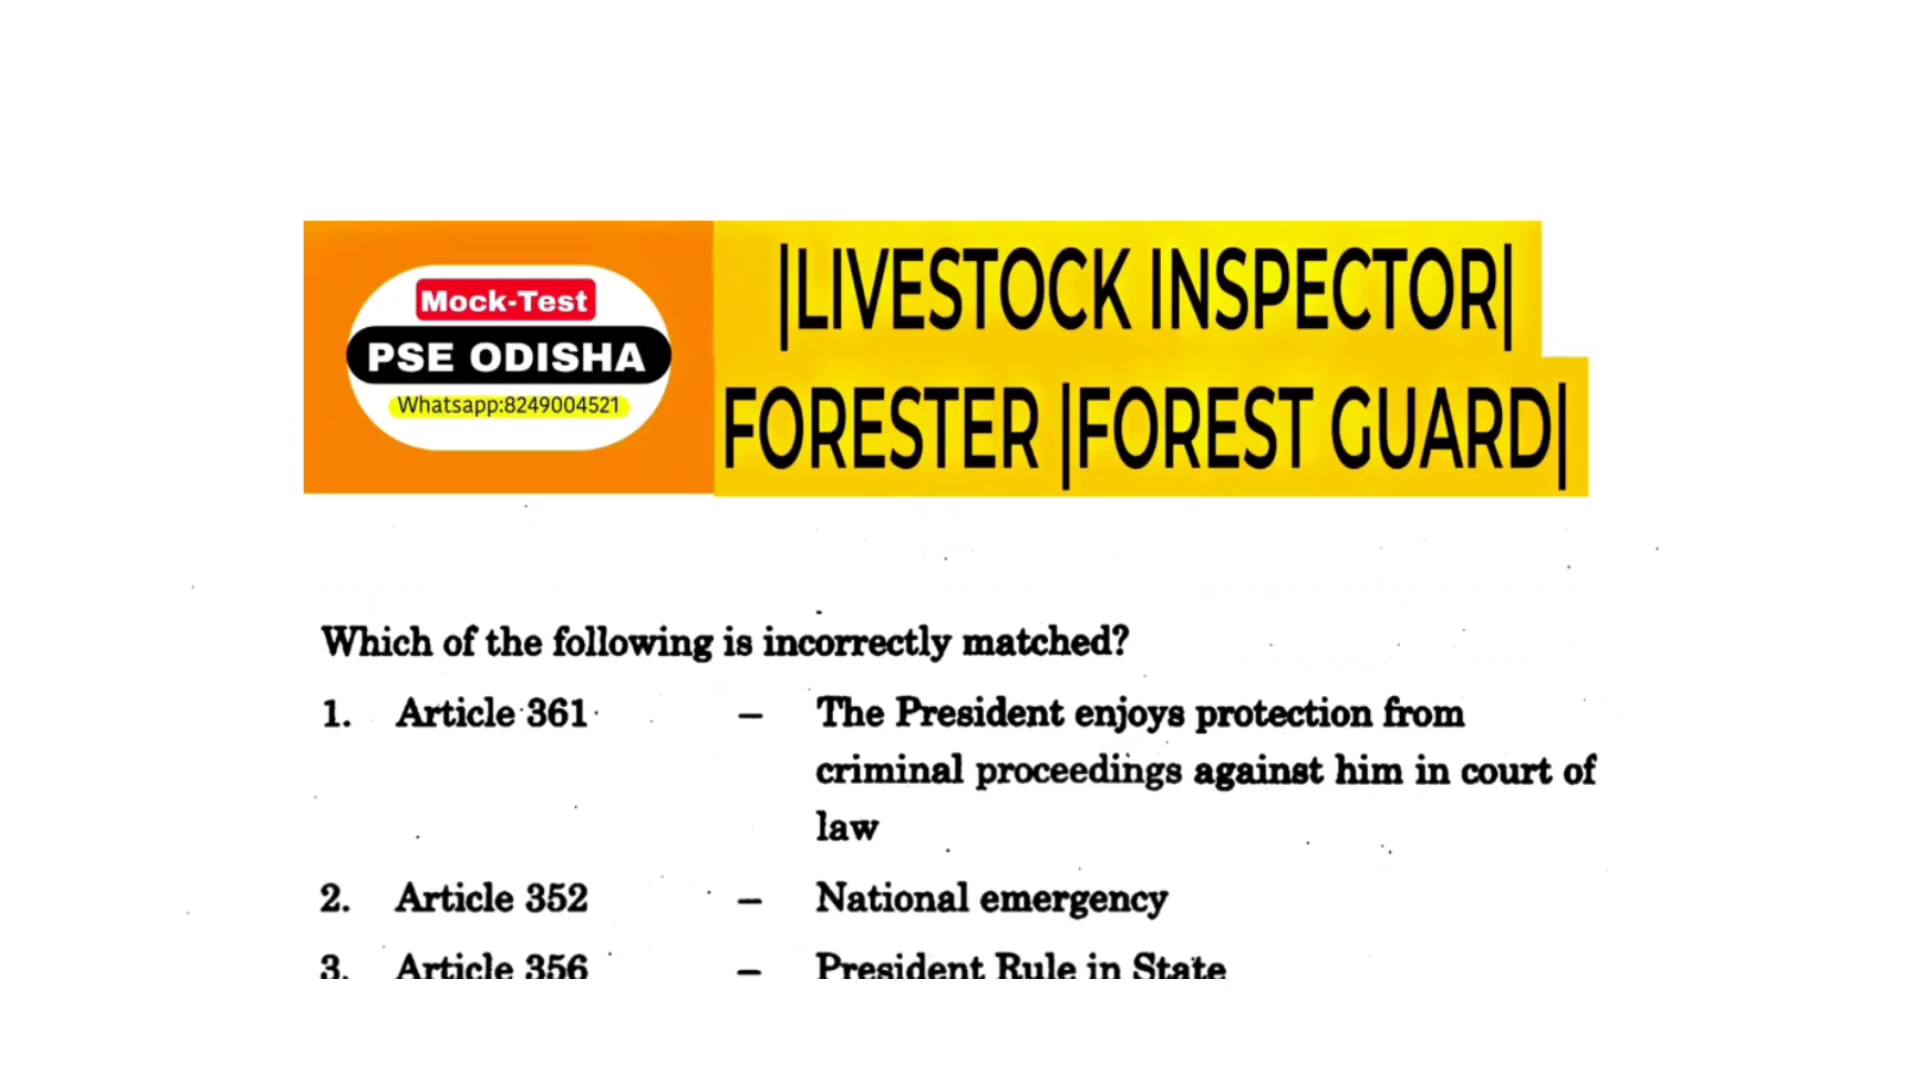 Mock-Test
PSE ODISHA
Whatsapp:8249004521
|LIVESTOCK INSPECTOR|
FORESTER |FOREST GUARD|
Which of the following is incorrectly matched?
1. Article 361 – The President enjoys protection from
criminal proceedings against him in court of
law
2. Article 352 – National emergency
3. Article 356 – President Rule in State